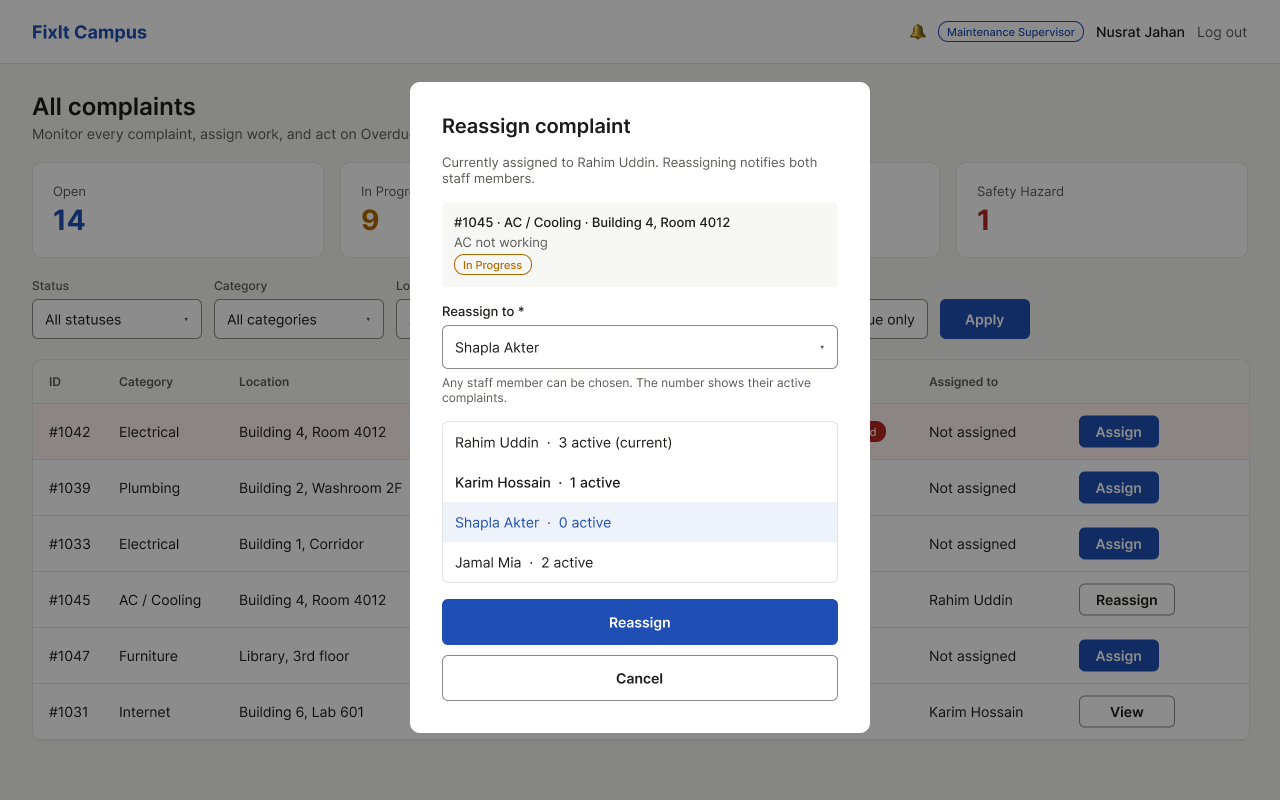 FixIt Campus
Maintenance Supervisor
Nusrat Jahan
Log out
All complaints
Monitor every complaint, assign work, and act on
Open
14
In
9
Safety Hazard
1
Status
Category
All statuses
All categories
only
Apply
ID
Category
Location
Assigned to
#1042 Electrical Building 4, Room 4012 Not assigned Assign
#1039 Plumbing Building 2, Washroom 2F Not assigned Assign
#1033 Electrical Building 1, Corridor Not assigned Assign
#1045 AC / Cooling Building 4, Room 4012 Rahim Uddin Reassign
#1047 Furniture Library, 3rd floor Not assigned Assign
#1031 Internet Building 6, Lab 601 Karim Hossain View
Reassign complaint
Currently assigned to Rahim Uddin. Reassigning notifies both
staff members.
#1045 · AC / Cooling · Building 4, Room 4012
AC not working
In Progress
Reassign to *
Shapla Akter
Any staff member can be chosen. The number shows their active
complaints.
Rahim Uddin · 3 active (current)
Karim Hossain · 1 active
Shapla Akter · 0 active
Jamal Mia · 2 active
Reassign
Cancel